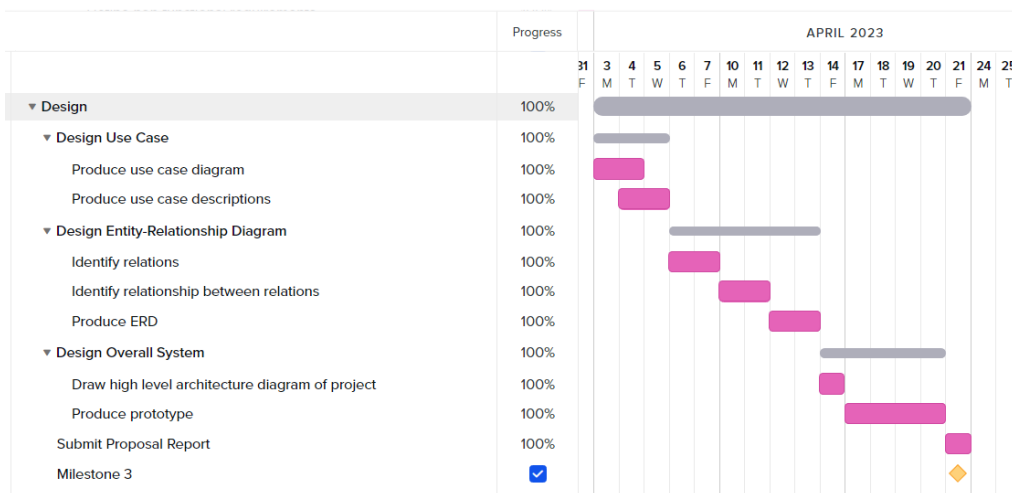 Progress
APRIL 2023
31 3 4 5 6 7 10 11 12 13 14 17 18 19 20 21 24 25
F M T W T F M T W T F M T W T F M T
Design 100%
Design Use Case 100%
Produce use case diagram 100%
Produce use case descriptions 100%
Design Entity-Relationship Diagram 100%
Identify relations 100%
Identify relationship between relations 100%
Produce ERD 100%
Design Overall System 100%
Draw high level architecture diagram of project 100%
Produce prototype 100%
Submit Proposal Report 100%
Milestone 3